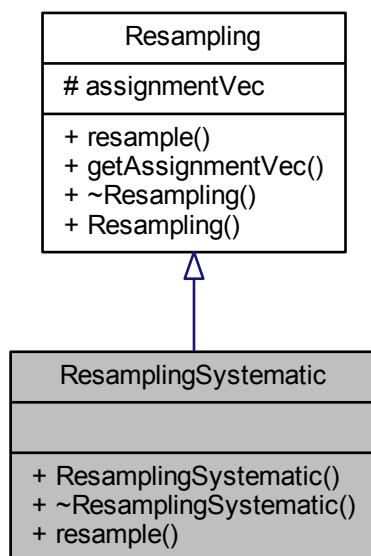 Resampling
# assignmentVec
+ resample()
+ getAssignmentVec()
+ ~Resampling()
+ Resampling()
ResamplingSystematic
+ ResamplingSystematic()
+ ~ResamplingSystematic()
+ resample()